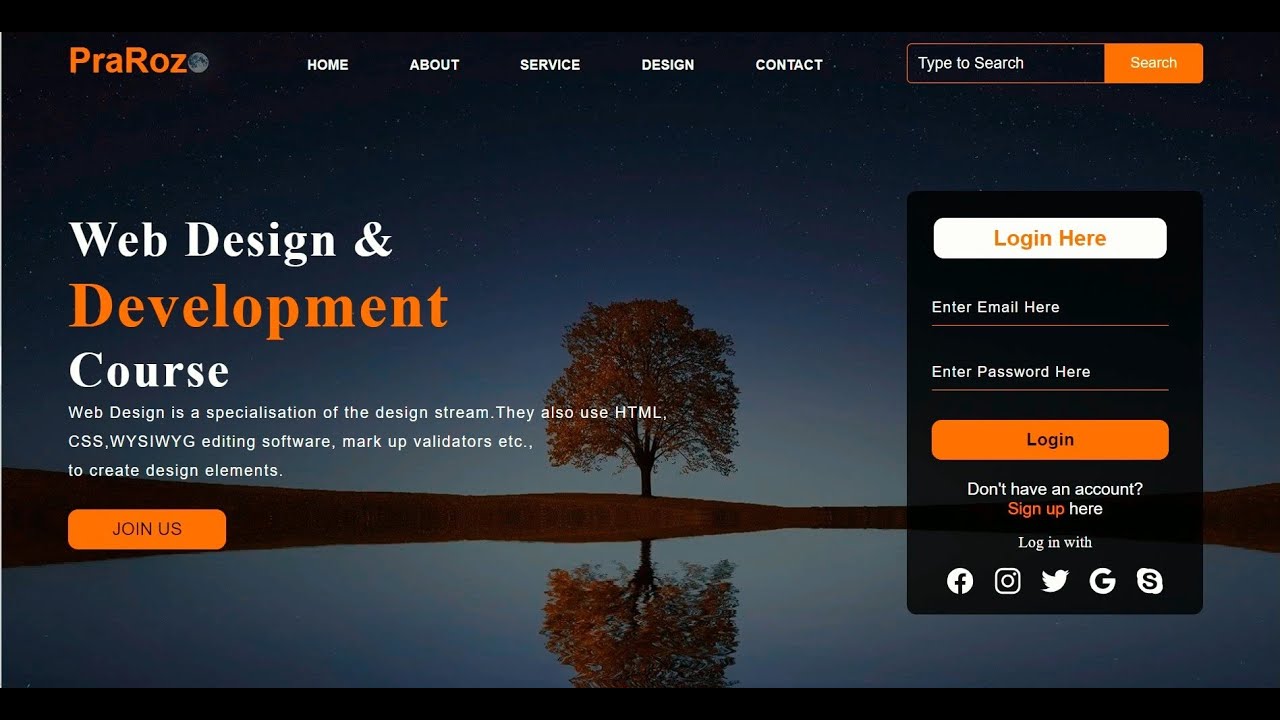 PraRoz
HOME
ABOUT
SERVICE
DESIGN
CONTACT
Type to Search
Search
Web Design &
Development
Course
Web Design is a specialisation of the design stream.They also use HTML,
CSS,WYSIWYG editing software, mark up validators etc.,
to create design elements.
JOIN US
Login Here
Enter Email Here
Enter Password Here
Login
Don't have an account?
Sign up here
Log in with